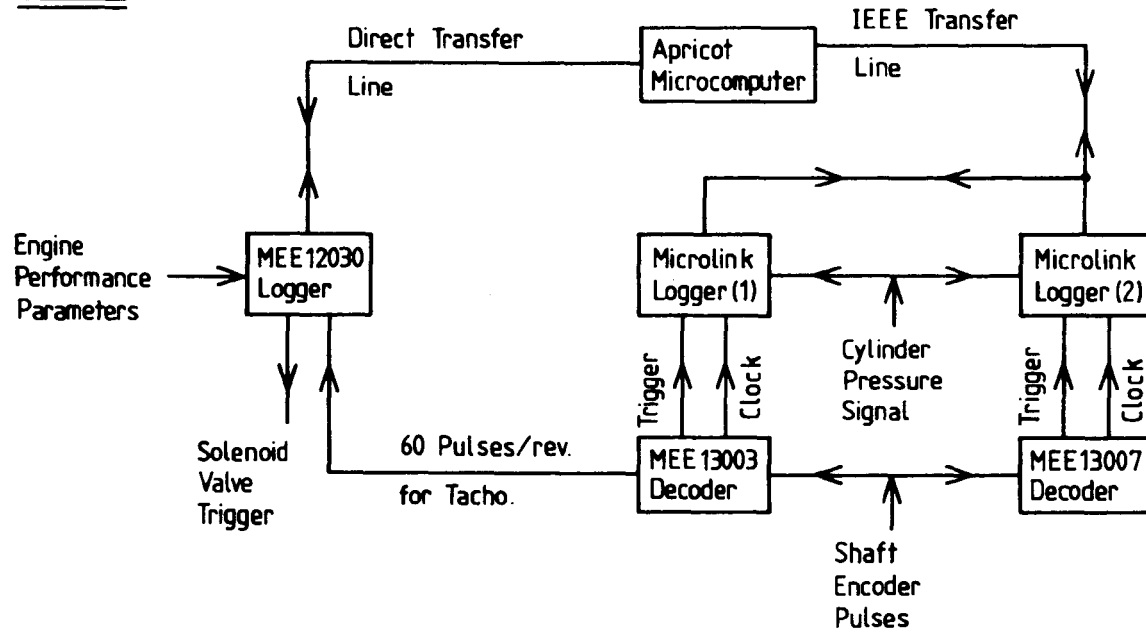 Direct Transfer
Line
Apricot
Microcomputer
IEEE Transfer
Line
Engine
Performance
Parameters
MEE12030
Logger
Microlink
Logger (1)
Microlink
Logger (2)
Cylinder
Pressure
Signal
Trigger
Clock
Trigger
Clock
Solenoid
Valve
Trigger
60 Pulses/rev.
for Tacho.
MEE13003
Decoder
MEE13007
Decoder
Shaft
Encoder
Pulses